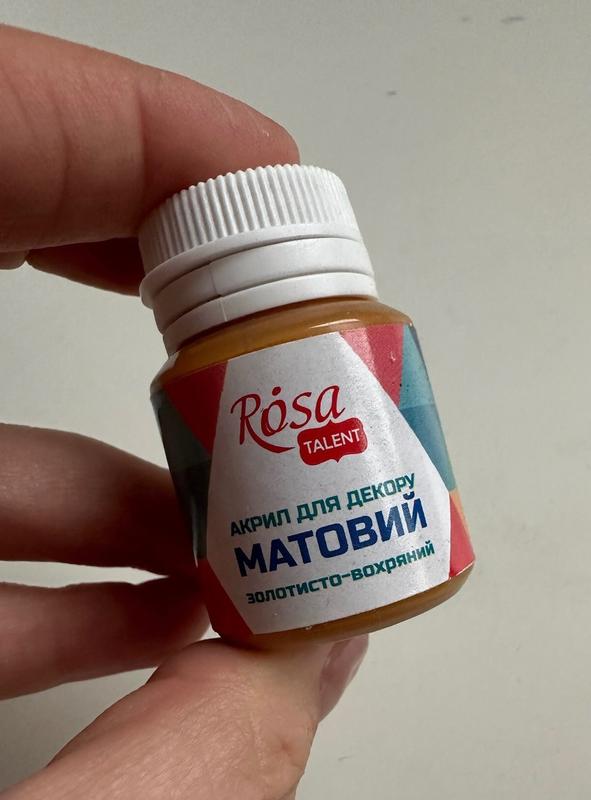 Rosa
TALENT
АКРИЛ ДЛЯ ДЕКОРУ
МАТОВИЙ
золотисто-вохряний